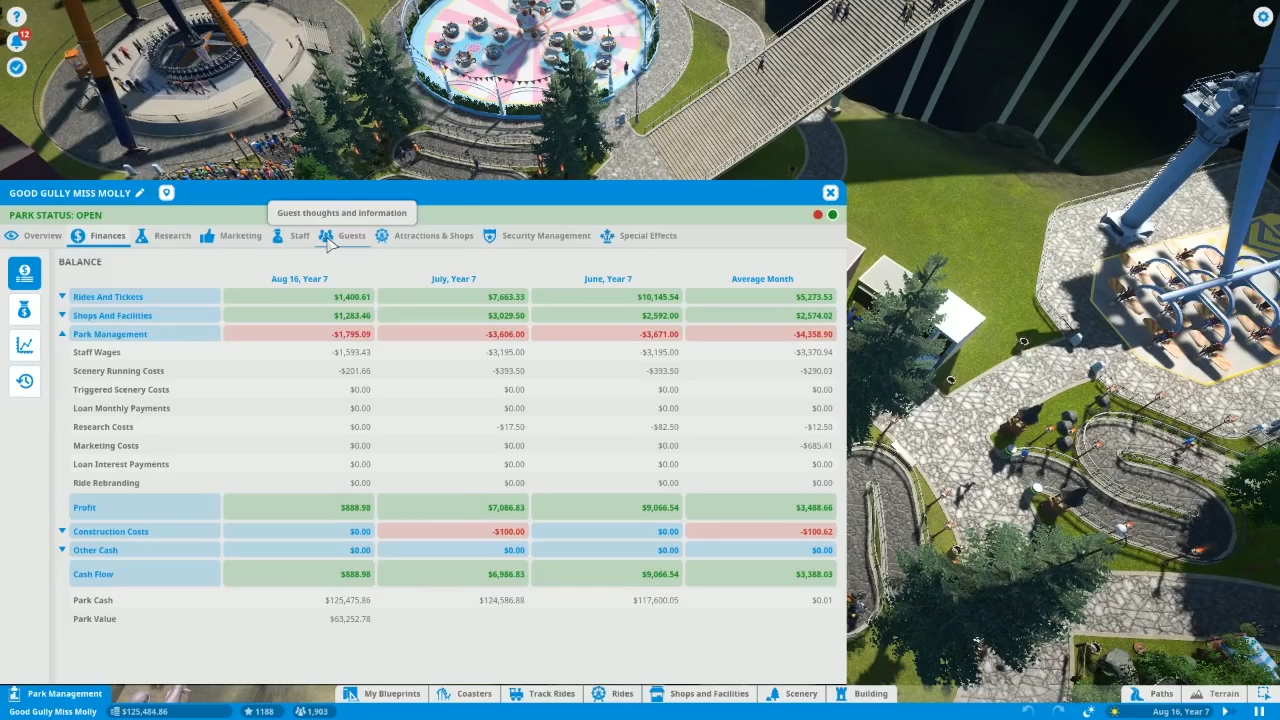 12
GOOD GULLY MISS MOLLY
PARK STATUS: OPEN
Guest thoughts and information
Overview Finances Research Marketing Staff Guests Attractions & Shops Security Management Special Effects
BALANCE
Aug 16, Year 7 July, Year 7 June, Year 7 Average Month
Rides And Tickets $1,400.61 $7,663.33 $10,145.54 $5,273.53
Shops And Facilities $1,283.46 $3,029.50 $2,592.00 $2,574.02
Park Management -$1,795.09 -$3,606.00 -$3,671.00 -$4,358.90
Staff Wages -$1,593.43 -$3,195.00 -$3,195.00 -$3,370.94
Scenery Running Costs -$201.66 -$393.50 -$393.50 -$290.03
Triggered Scenery Costs $0.00 $0.00 $0.00 $0.00
Loan Monthly Payments $0.00 $0.00 $0.00 $0.00
Research Costs $0.00 -$17.50 -$82.50 -$12.50
Marketing Costs $0.00 $0.00 $0.00 -$685.41
Loan Interest Payments $0.00 $0.00 $0.00 $0.00
Ride Rebranding $0.00 $0.00 $0.00 $0.00
Profit $888.98 $7,086.83 $9,066.54 $3,488.66
Construction Costs $0.00 -$100.00 $0.00 -$100.62
Other Cash $0.00 $0.00 $0.00 $0.00
Cash Flow $888.98 $6,986.83 $9,066.54 $3,388.03
Park Cash $125,475.86 $124,586.88 $117,600.05 $0.01
Park Value $63,252.78
Park Management My Blueprints Coasters Track Rides Rides Shops and Facilities Scenery Building Paths Terrain
Good Gully Miss Molly $125,484.86 1188 1,903 Aug 16, Year 7